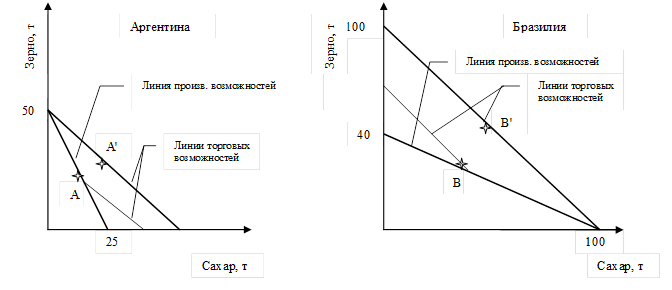 Аргентина
Зерно, т
Линия произв. возможностей
50
A'
Линии торговых
возможностей
A
25
Сахар, т
Бразилия
Зерно, т
100
Линия произв. возможностей
Линии торговых
возможностей
B'
40
B
100
Сахар, т